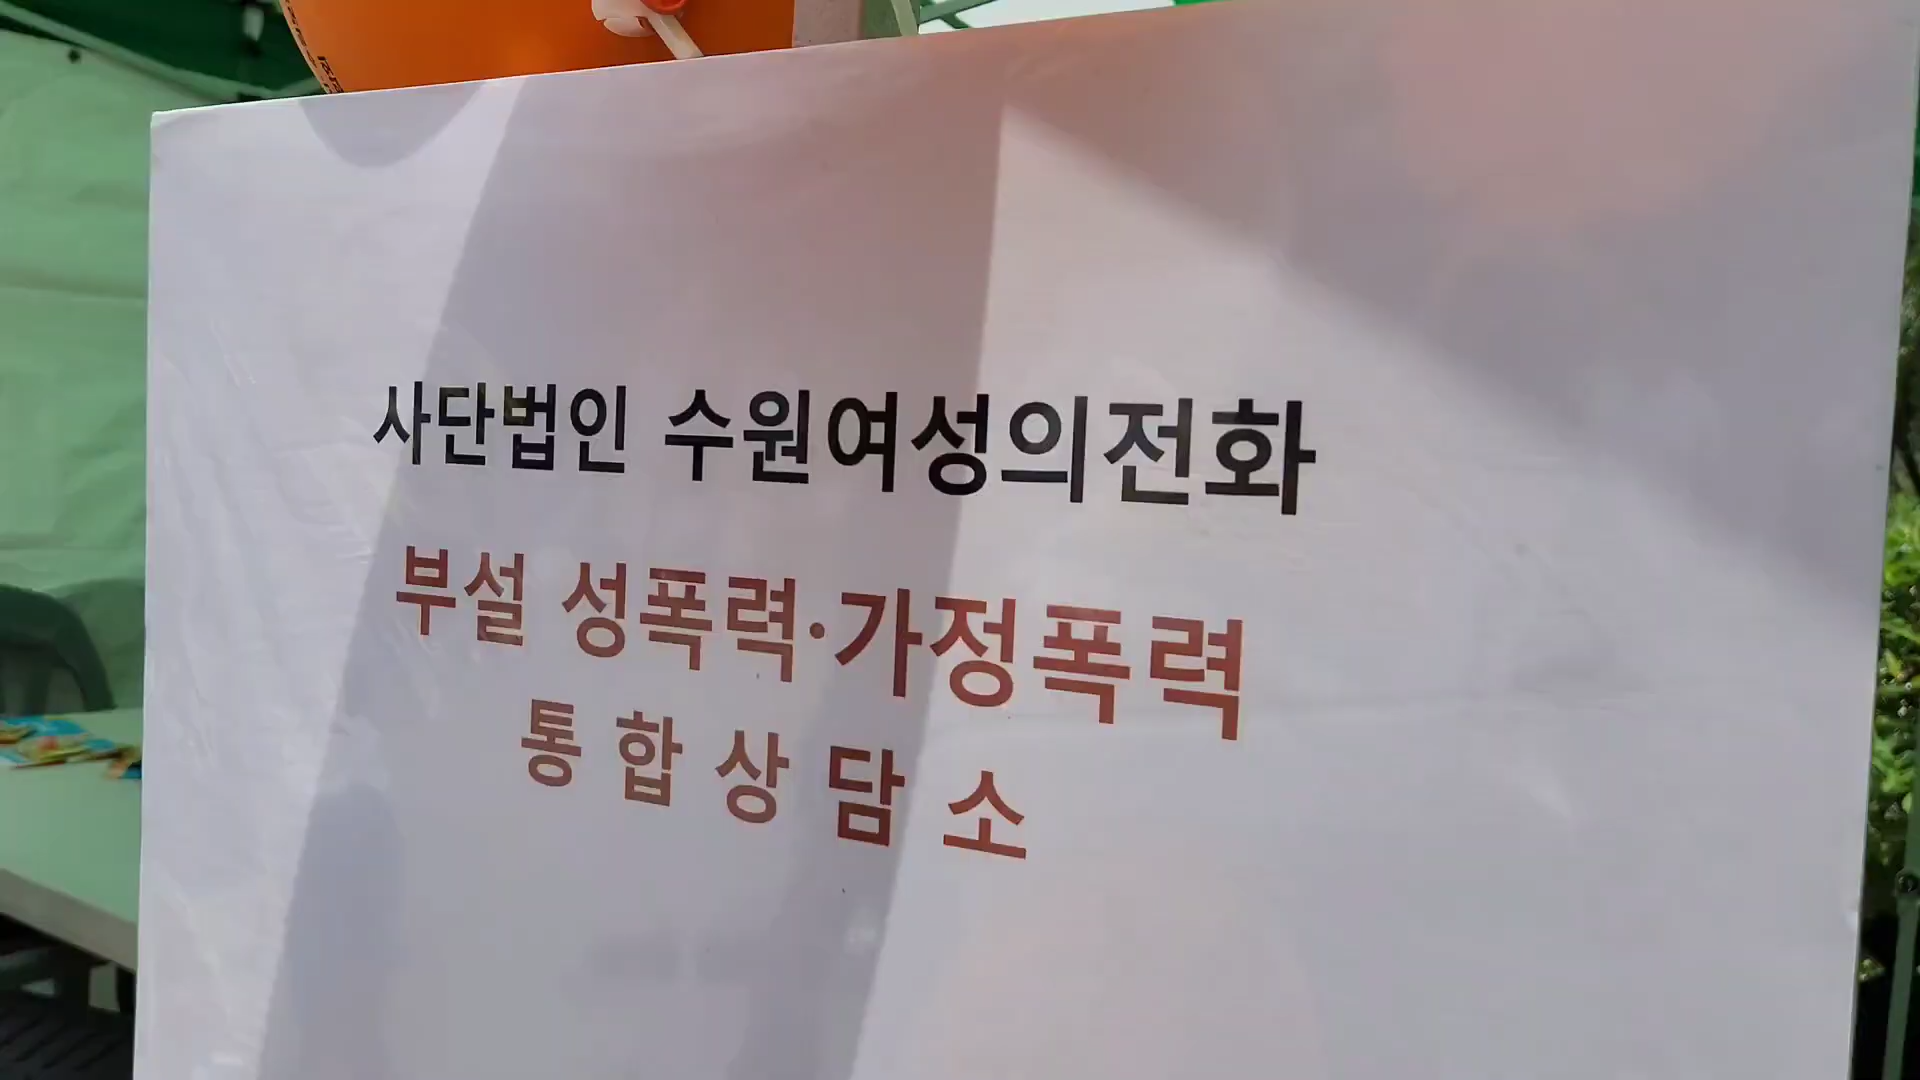 사단법인 수원여성의전화
부설 성폭력·가정폭력
통합상담소